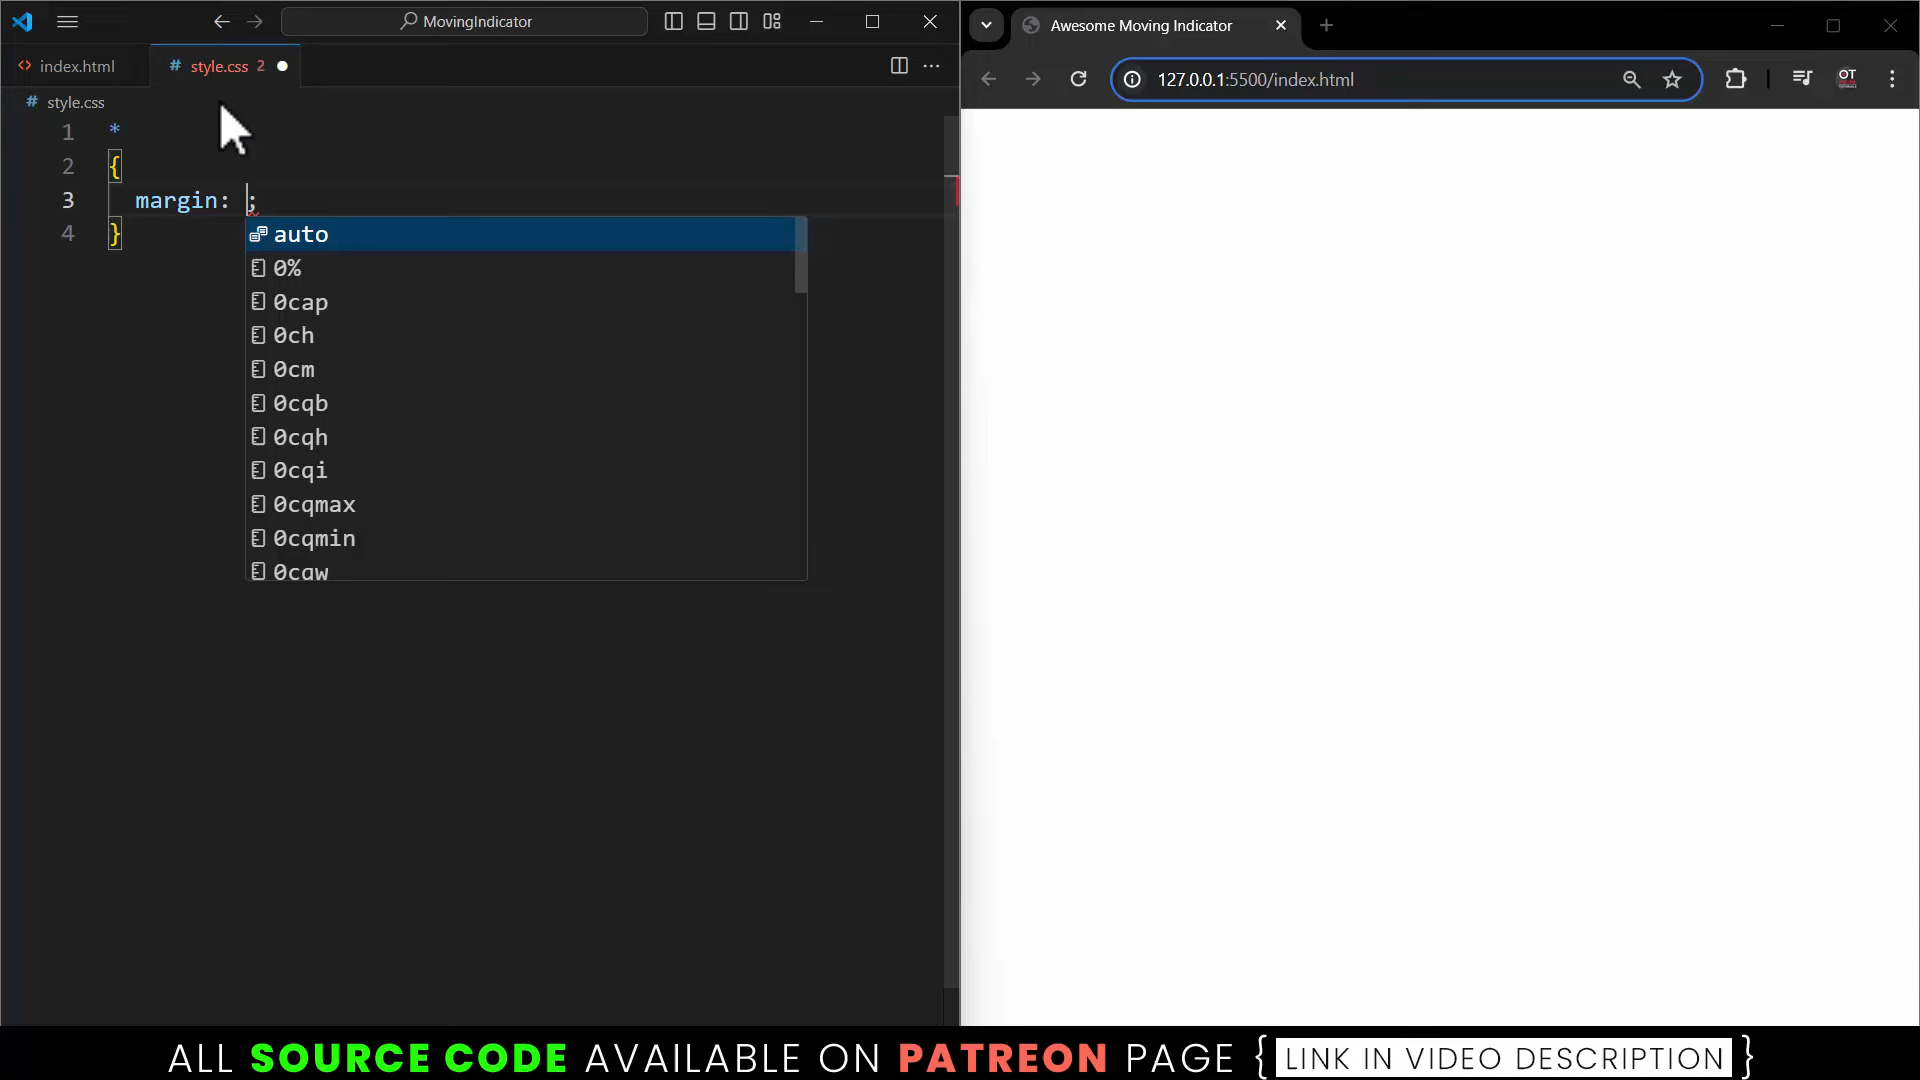 MovingIndicator
index.html
# style.css 2
# style.css
1 *
2 {
3 margin: ;
4 }
auto
0%
0cap
0ch
0cm
0cqb
0cqh
0cqi
0cqmax
0cqmin
0cqw
Awesome Moving Indicator
127.0.0.1:5500/index.html
OT
ALL SOURCE CODE AVAILABLE ON PATREON PAGE { LINK IN VIDEO DESCRIPTION }